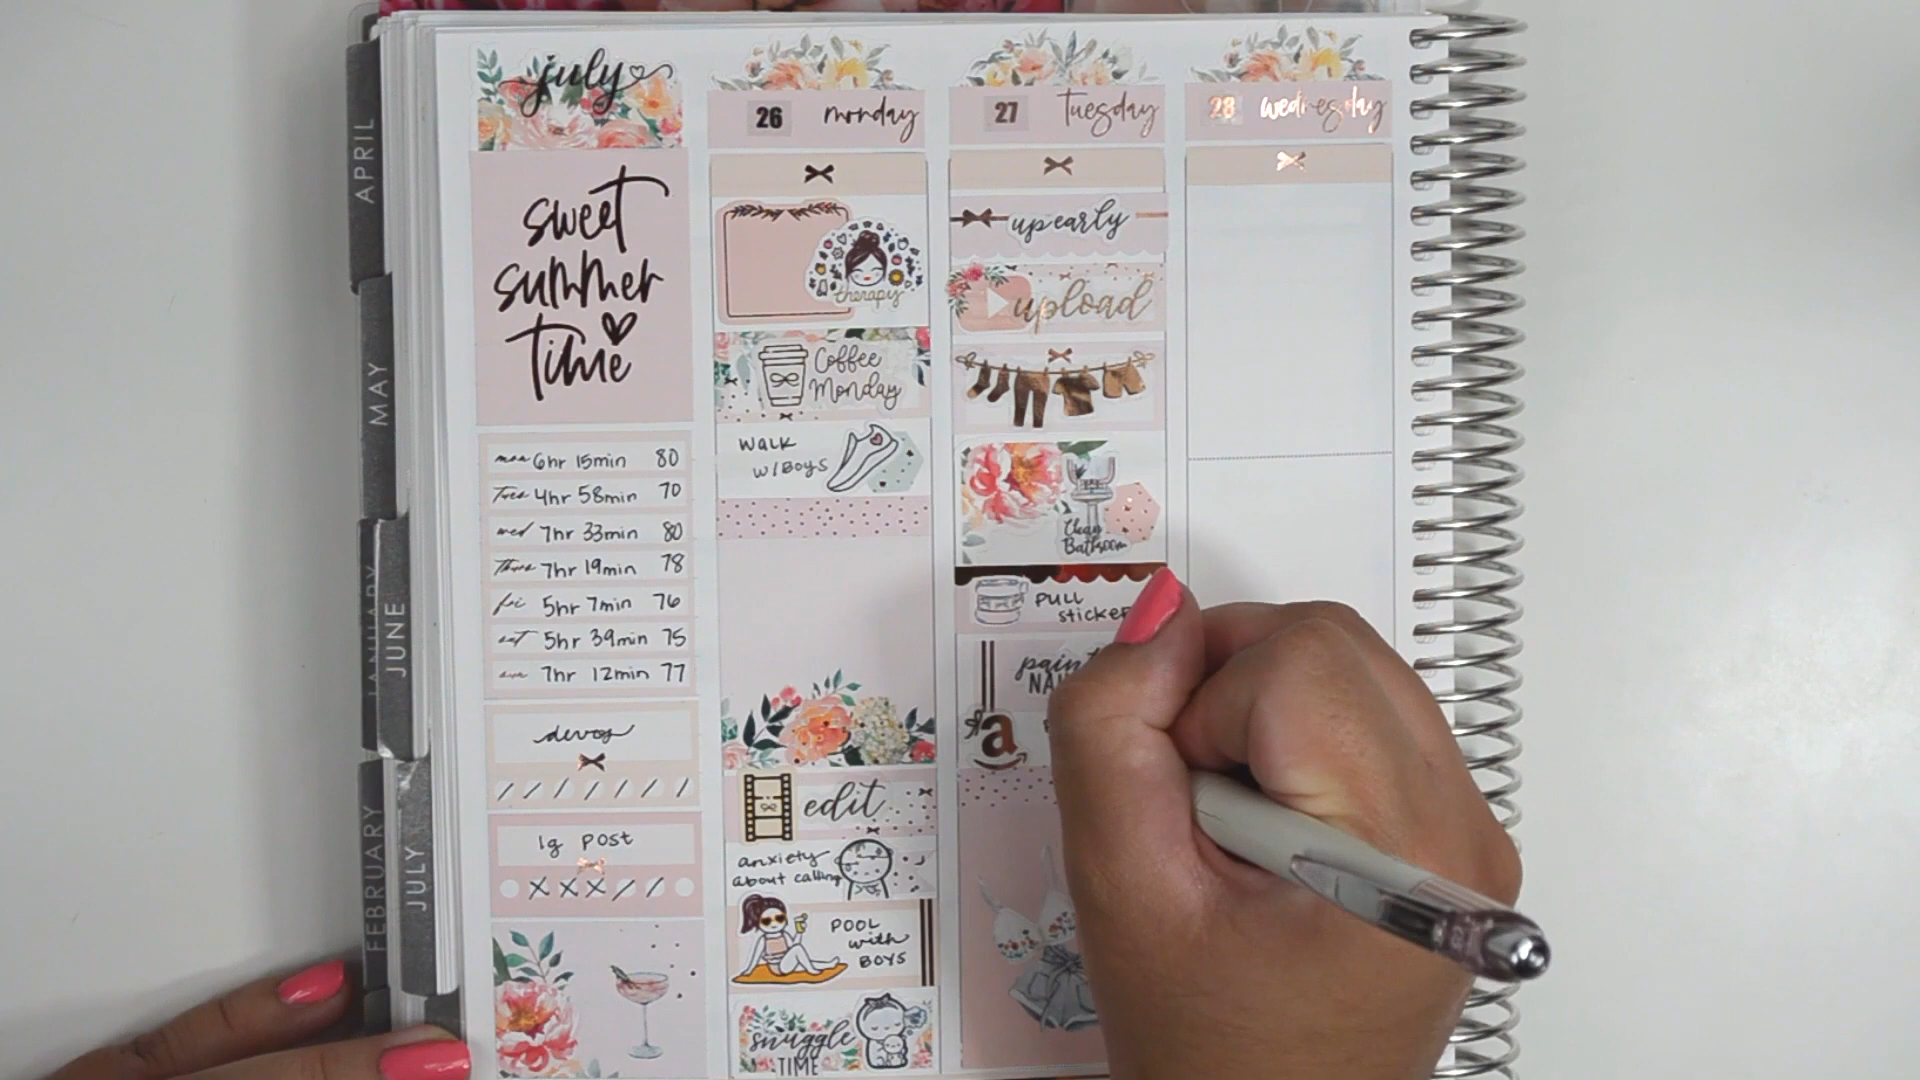 july
sweet
summer
time
mon 6hr 15min 80
Tues 4hr 58min 70
wed 7hr 33min 80
Thurs 7hr 19min 78
fri 5hr 7min 76
sat 5hr 39min 75
sun 7hr 12min 77
devos
Ig post
26 monday
therapy
Coffee
Monday
WALK
w/BOYS
edit
anxiety
about calling
POOL
with
BOYS
snuggle
TIME
27 Tuesday
up early
upload
Clean
Bathroom
PULL
a
28 wednesday
APRIL
MAY
JANUARY
JUNE
FEBRUARY
JULY